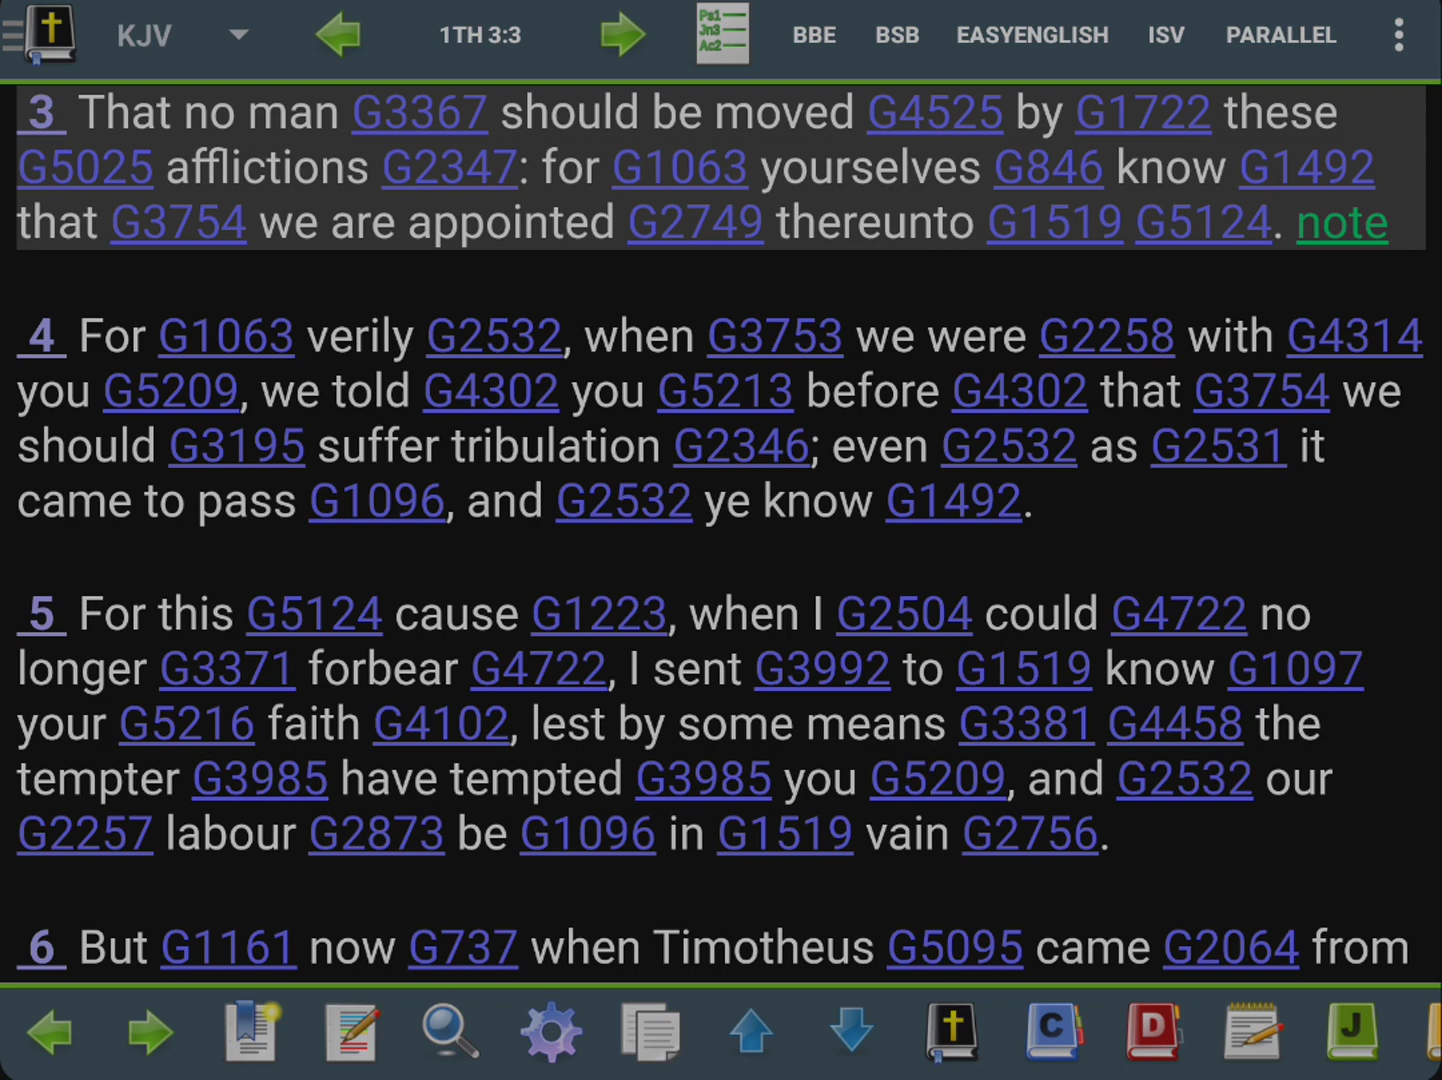 KJV 1TH 3:3 Ps1 Jn3 Ac2 BBE BSB EASYENGLISH ISV PARALLEL
3 That no man G3367 should be moved G4525 by G1722 these
G5025 afflictions G2347: for G1063 yourselves G846 know G1492
that G3754 we are appointed G2749 thereunto G1519 G5124. note
4 For G1063 verily G2532, when G3753 we were G2258 with G4314
you G5209, we told G4302 you G5213 before G4302 that G3754 we
should G3195 suffer tribulation G2346; even G2532 as G2531 it
came to pass G1096, and G2532 ye know G1492.
5 For this G5124 cause G1223, when I G2504 could G4722 no
longer G3371 forbear G4722, I sent G3992 to G1519 know G1097
your G5216 faith G4102, lest by some means G3381 G4458 the
tempter G3985 have tempted G3985 you G5209, and G2532 our
G2257 labour G2873 be G1096 in G1519 vain G2756.
6 But G1161 now G737 when Timotheus G5095 came G2064 from
C D J